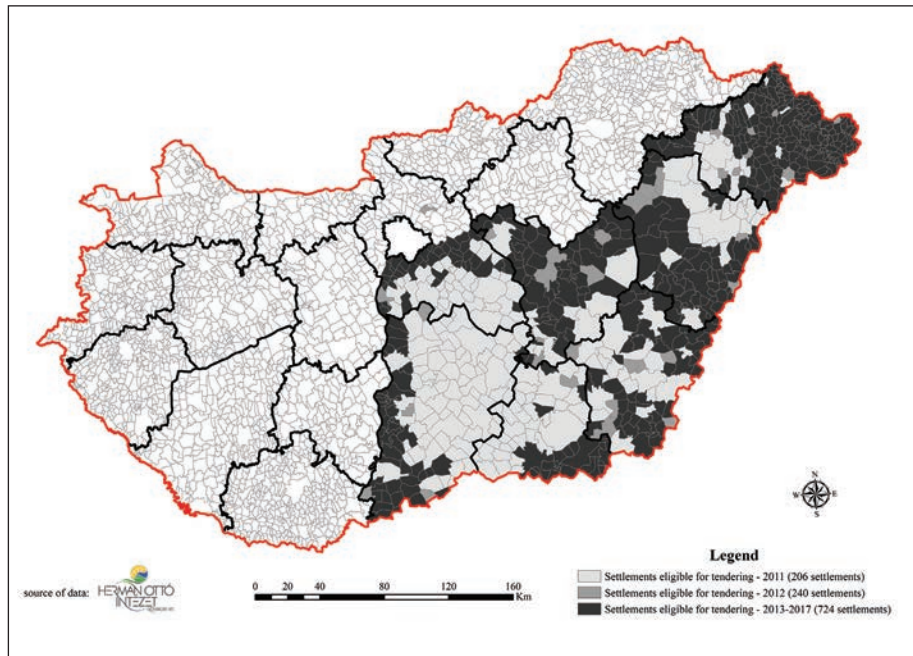 N
W E
S
Legend
Settlements eligible for tendering - 2011 (206 settlements)
Settlements eligible for tendering - 2012 (240 settlements)
Settlements eligible for tendering - 2013-2017 (724 settlements)
source of data:
HERMAN OTTÓ
INTÉZET
0 20 40 80 120 160
Km